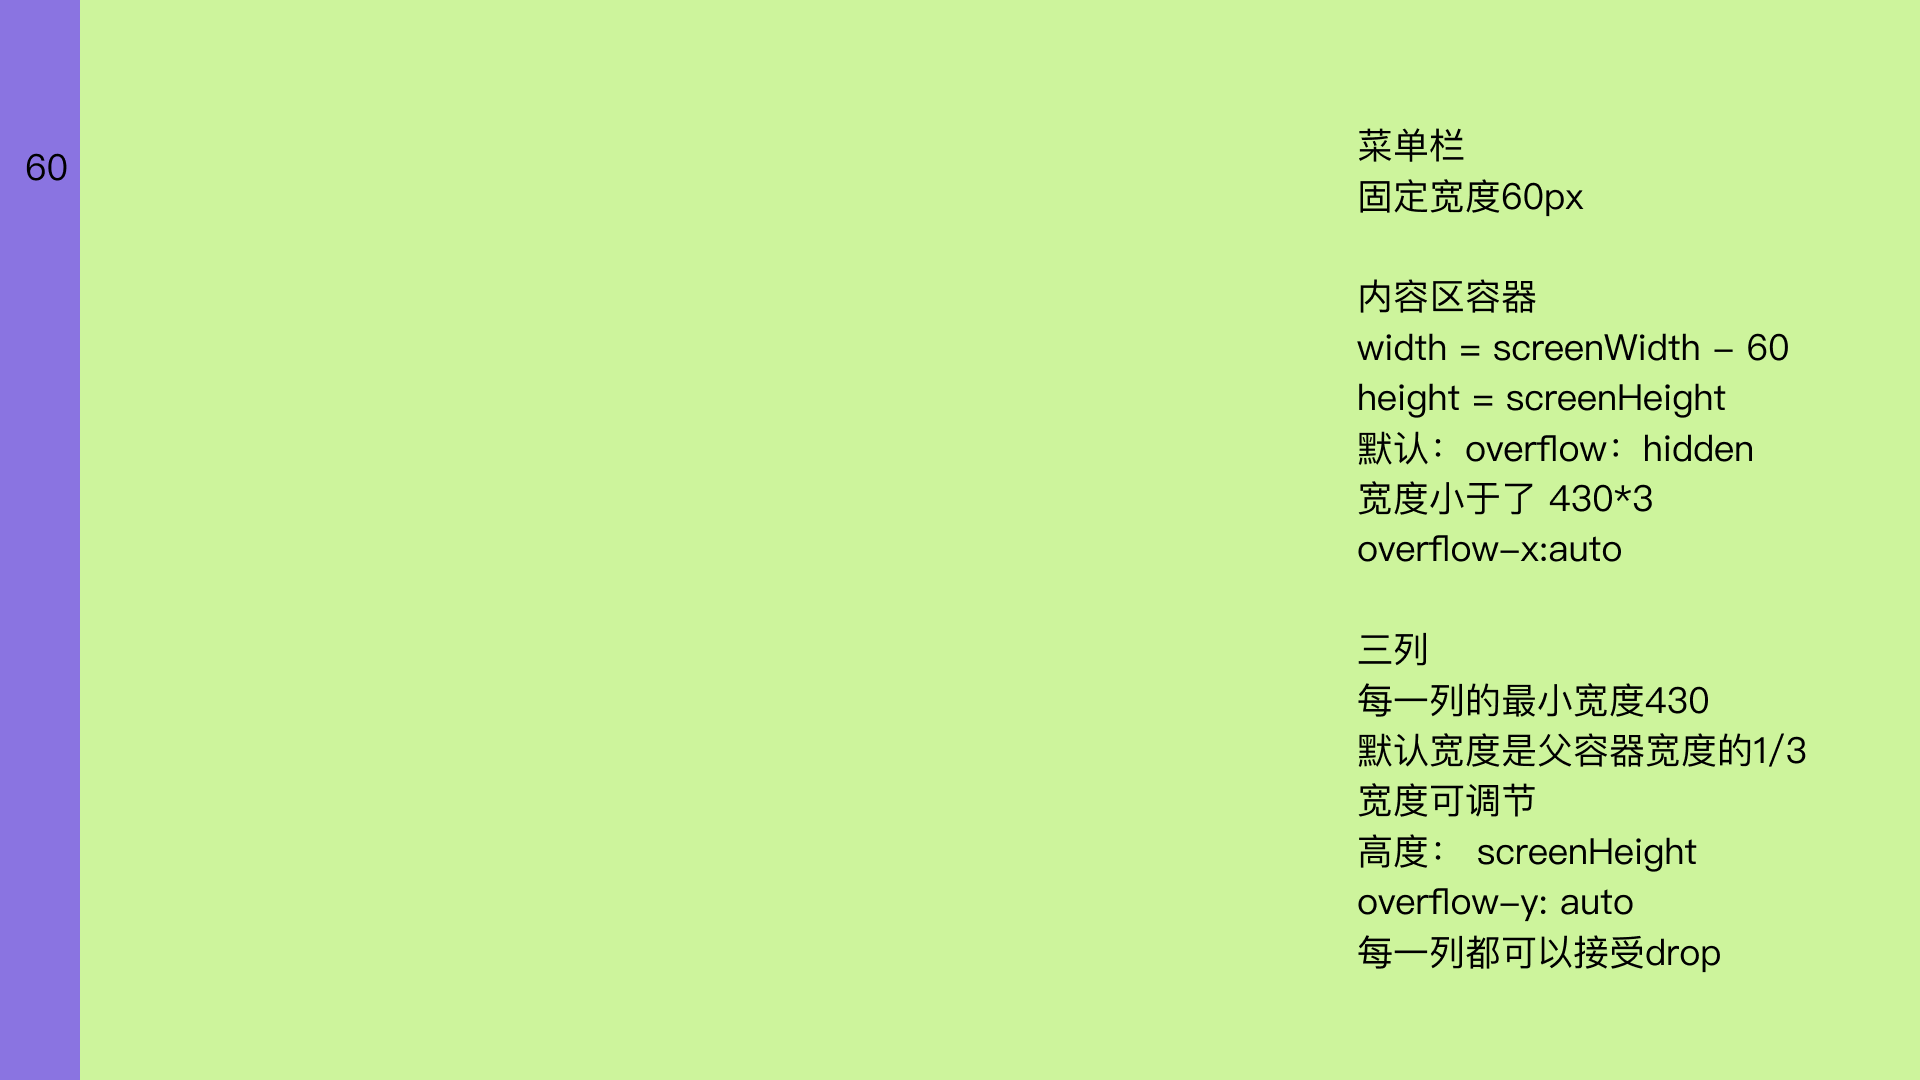 60
菜单栏
固定宽度60px
内容区容器
width = screenWidth - 60
height = screenHeight
默认：overflow：hidden
宽度小于了 430*3
overflow-x:auto
三列
每一列的最小宽度430
默认宽度是父容器宽度的1/3
宽度可调节
高度： screenHeight
overflow-y: auto
每一列都可以接受drop